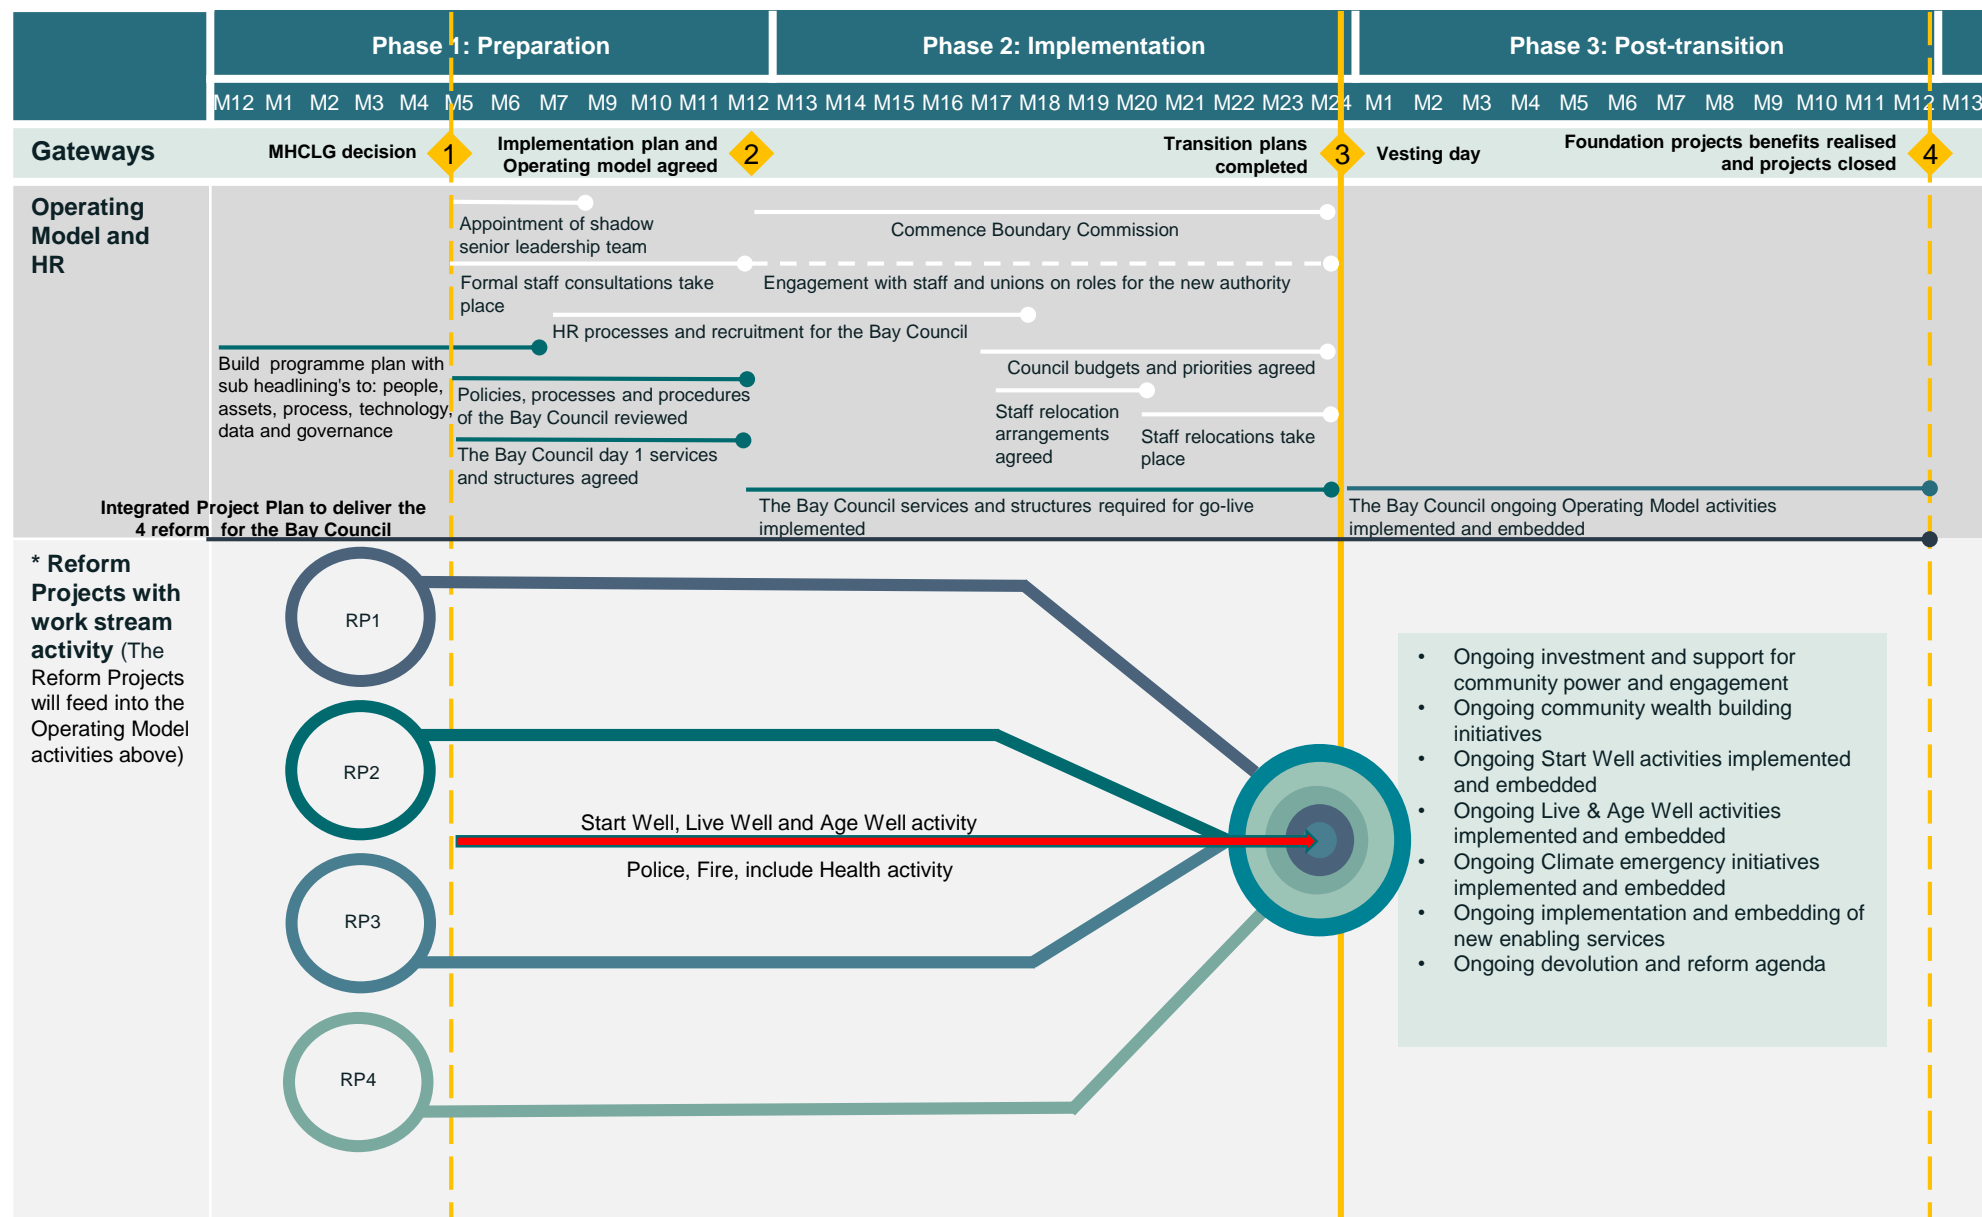 Phase 1: Preparation
Phase 2: Implementation
Phase 3: Post-transition
M12 M1 M2 M3 M4 M5 M6 M7 M9 M10 M11 M12 M13 M14 M15 M16 M17 M18 M19 M20 M21 M22 M23 M24 M1 M2 M3 M4 M5 M6 M7 M8 M9 M10 M11 M12 M13
Gateways
MHCLG decision
1
Implementation plan and
Operating model agreed
2
Transition plans
completed
3
Vesting day
Foundation projects benefits realised
and projects closed
4
Operating
Model and
HR
Appointment of shadow
senior leadership team
Commence Boundary Commission
Formal staff consultations take
place
Engagement with staff and unions on roles for the new authority
HR processes and recruitment for the Bay Council
Build programme plan with
sub headlining's to: people,
assets, process, technology,
data and governance
Council budgets and priorities agreed
Policies, processes and procedures
of the Bay Council reviewed
Staff relocation
arrangements
agreed
Staff relocations take
place
The Bay Council day 1 services
and structures agreed
The Bay Council services and structures required for go-live
implemented
The Bay Council ongoing Operating Model activities
implemented and embedded
Integrated Project Plan to deliver the
4 reform for the Bay Council
* Reform
Projects with
work stream
activity (The
Reform Projects
will feed into the
Operating Model
activities above)
RP1
RP2
Start Well, Live Well and Age Well activity
Police, Fire, include Health activity
RP3
RP4
• Ongoing investment and support for
community power and engagement
• Ongoing community wealth building
initiatives
• Ongoing Start Well activities implemented
and embedded
• Ongoing Live & Age Well activities
implemented and embedded
• Ongoing Climate emergency initiatives
implemented and embedded
• Ongoing implementation and embedding of
new enabling services
• Ongoing devolution and reform agenda